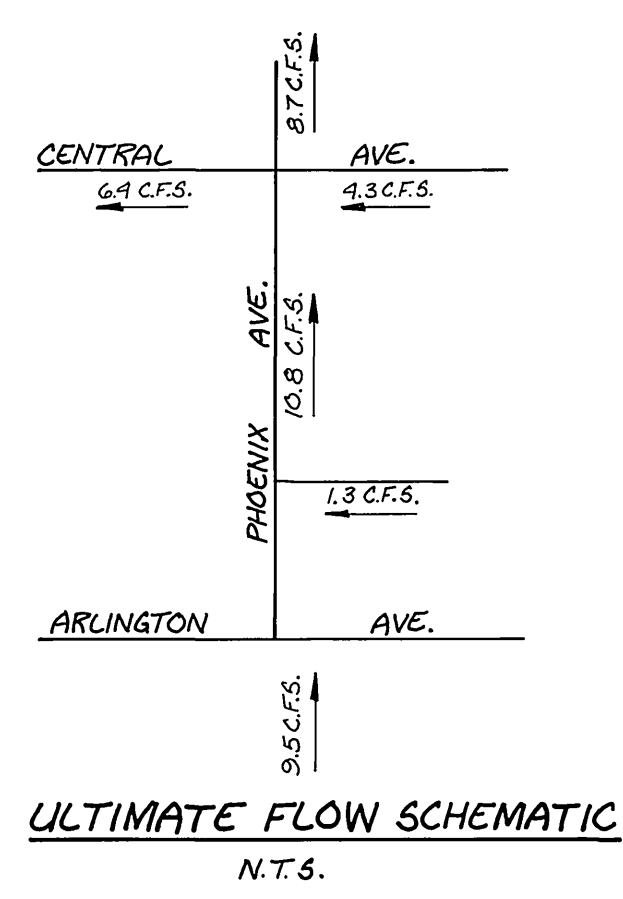 8.7 C.F.S.
CENTRAL AVE.
6.4 C.F.S.
4.3 C.F.S.
PHOENIX AVE.
10.8 C.F.S.
1.3 C.F.S.
ARLINGTON AVE.
9.5 C.F.S.
ULTIMATE FLOW SCHEMATIC
N.T.S.